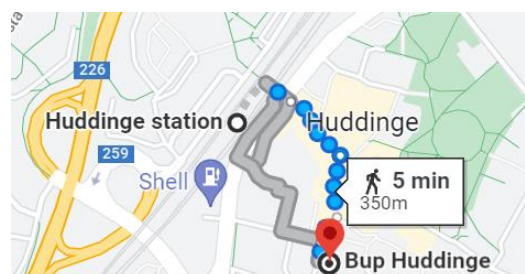 226
Huddinge station
Huddinge
259
Shell
5 min
350m
Bup Huddinge